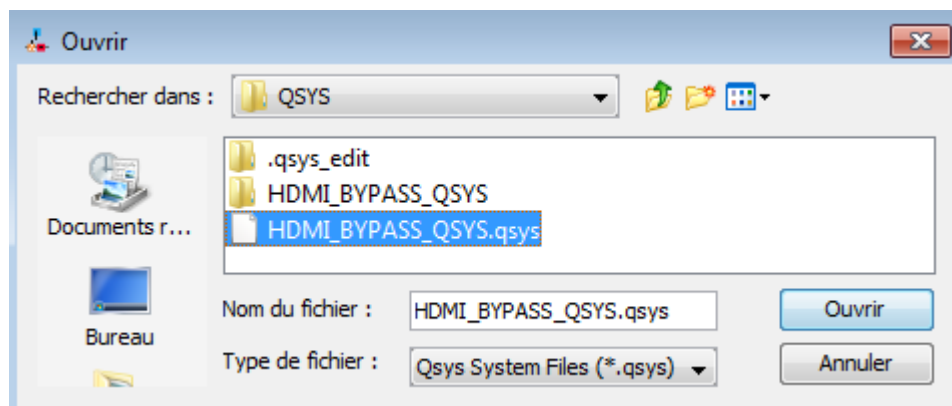 Ouvrir
Rechercher dans :
QSYS
.qsys_edit
HDMI_BYPASS_QSYS
HDMI_BYPASS_QSYS.qsys
Documents r...
Bureau
Nom du fichier :
HDMI_BYPASS_QSYS.qsys
Ouvrir
Type de fichier :
Qsys System Files (*.qsys)
Annuler